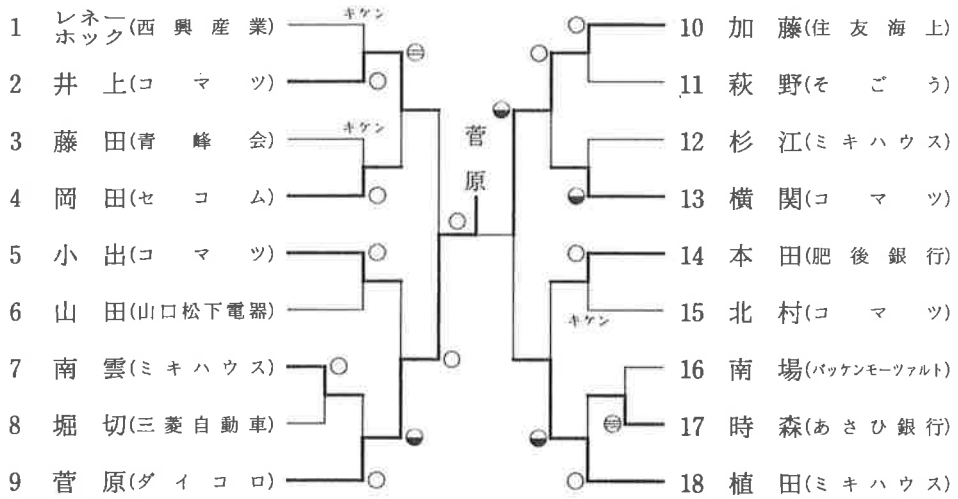 1 レネーホック(西興産業)
キケン
2 井上(コマツ)
3 藤田(青峰会)
キケン
4 岡田(セコム)
5 小出(コマツ)
6 山田(山口松下電器)
7 南雲(ミキハウス)
8 堀切(三菱自動車)
9 菅原(ダイコロ)
菅原
10 加藤(住友海上)
11 萩野(そごう)
12 杉江(ミキハウス)
13 横関(コマツ)
14 本田(肥後銀行)
15 北村(コマツ)
キケン
16 南場(バッケンモーツァルト)
17 時森(あさひ銀行)
18 植田(ミキハウス)